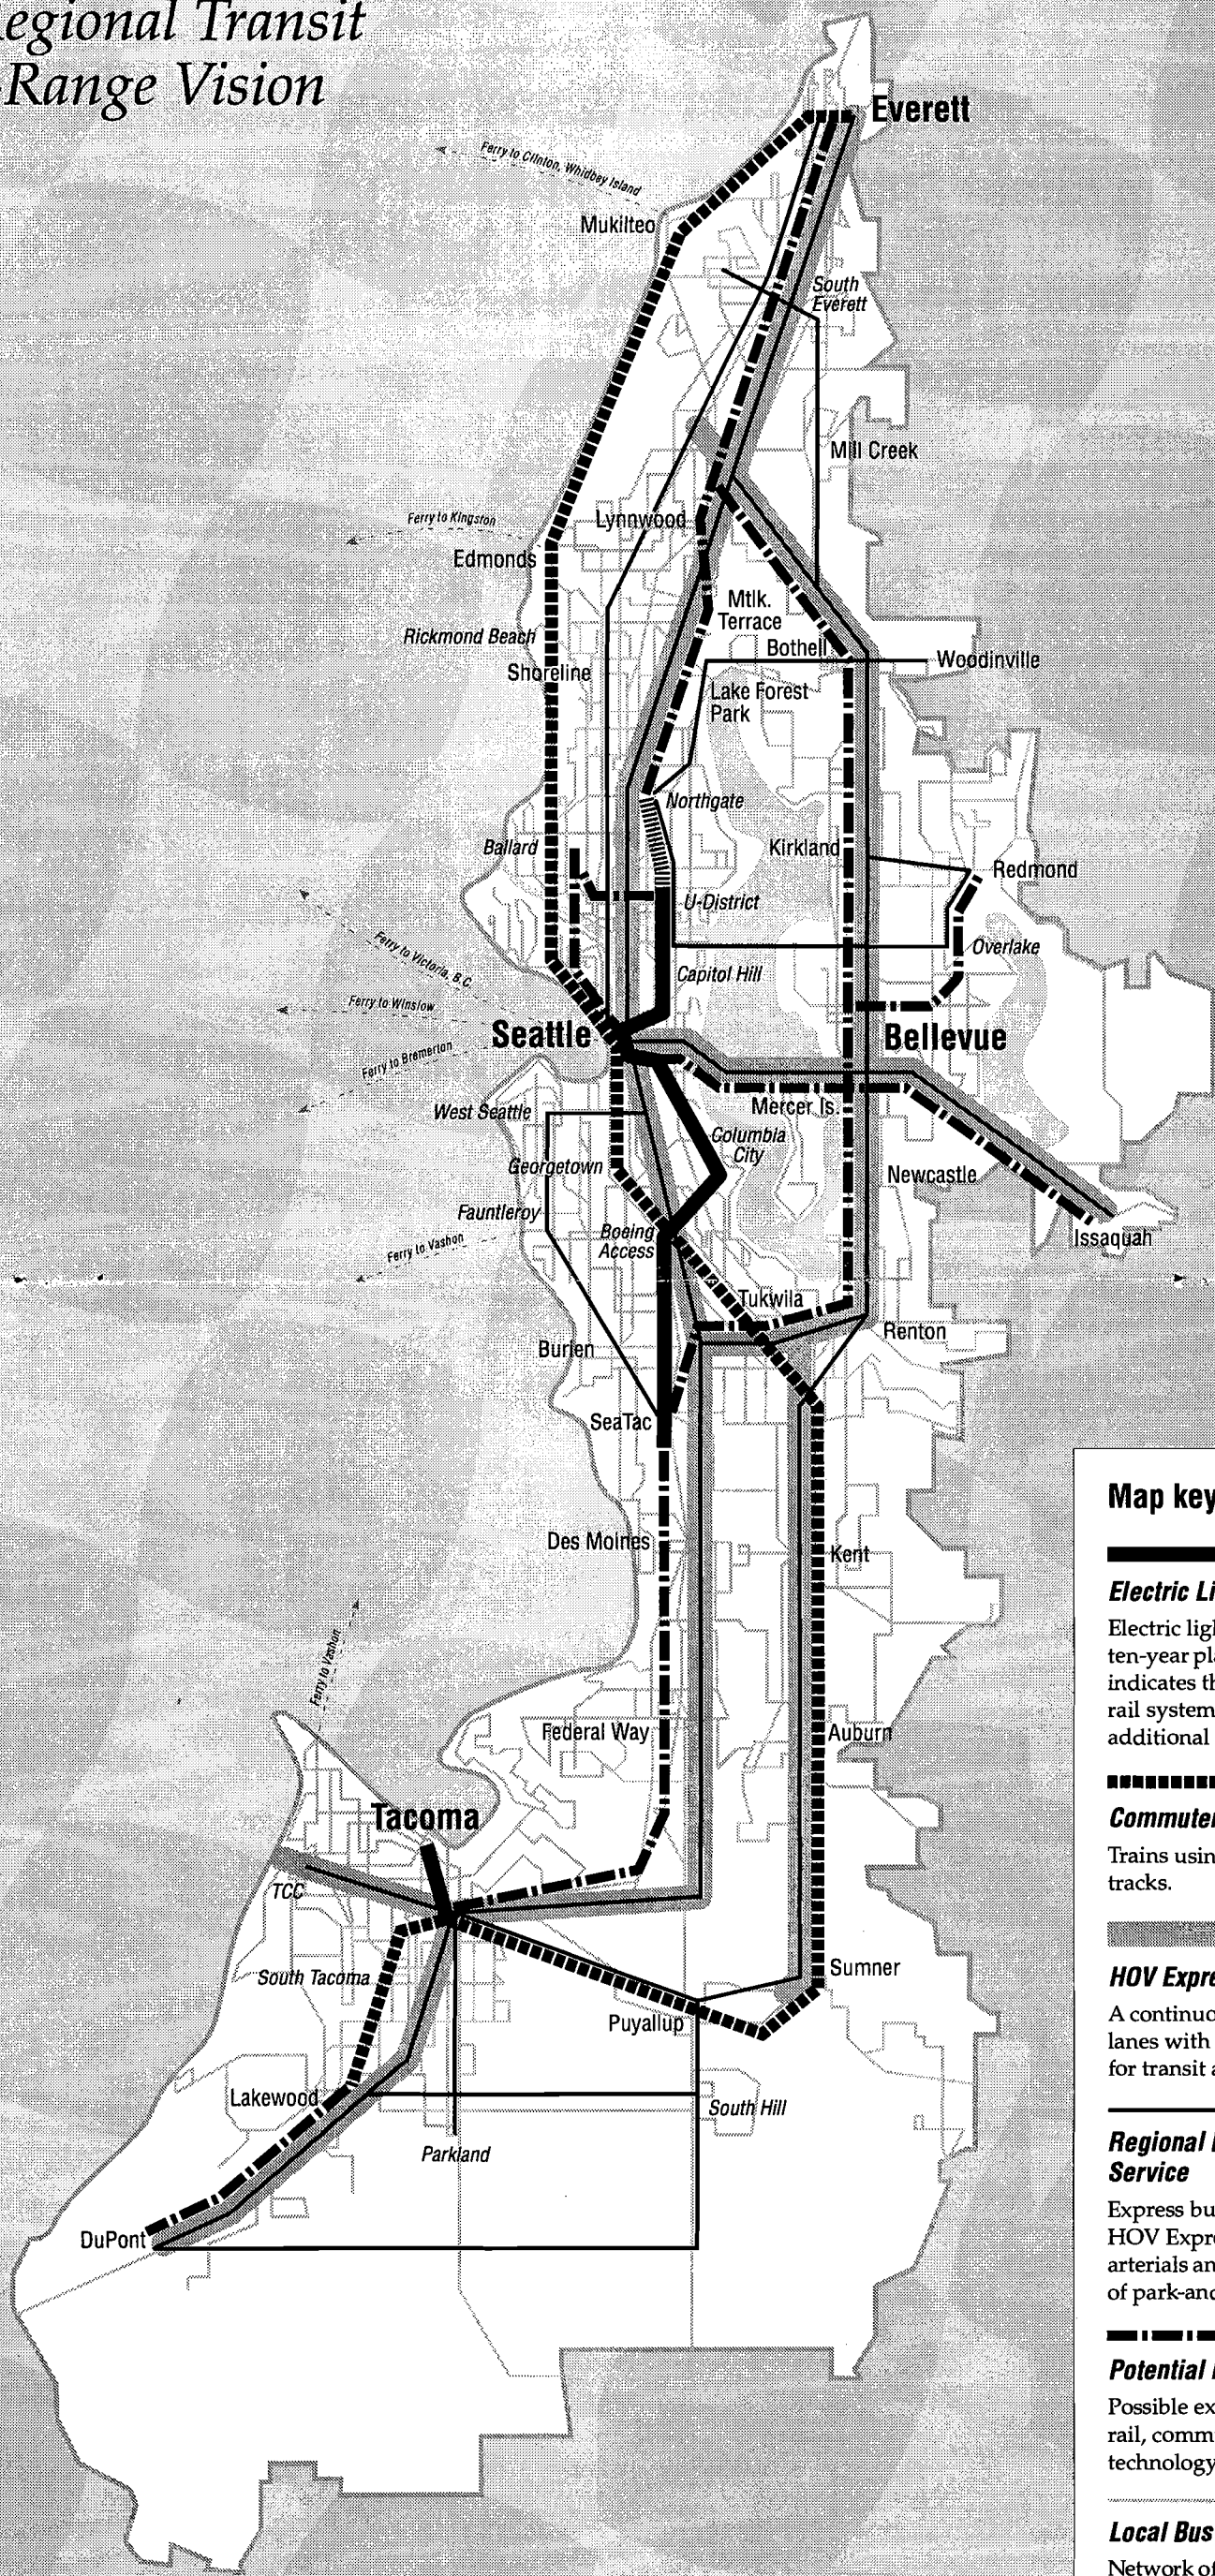 egional Transit
-Range Vision
Everett
Ferry to Clinton, Whidbey Island
Mukilteo
South
Everett
Mill Creek
Ferry to Kingston
Lynnwood
Edmonds
Mtlk.
Terrace
Rickmond Beach
Bothell
Woodinville
Shoreline
Lake Forest
Park
Northgate
Ballard
Kirkland
Redmond
U-District
Overlake
Ferry to Victoria, B.C.
Capitol Hill
Ferry to Winslow
Seattle
Bellevue
Ferry to Bremerton
West Seattle
Mercer Is.
Columbia
City
Georgetown
Newcastle
Fauntleroy
Boeing
Access
Ferry to Vashon
Issaquah
Tukwila
Renton
Burien
SeaTac
Des Moines
Kent
Ferry to Vashon
Federal Way
Auburn
Tacoma
TCC
South Tacoma
Sumner
Puyallup
Lakewood
South Hill
Parkland
DuPont
Map key
Electric Li
Electric ligh
ten-year pla
indicates th
rail system
additional
Commuter
Trains usin
tracks.
HOV Expre
A continuo
lanes with
for transit a
Regional
Service
Express bu
HOV Expre
arterials an
of park-and
Potential
Possible ex
rail, comm
technology
Local Bus
Network of